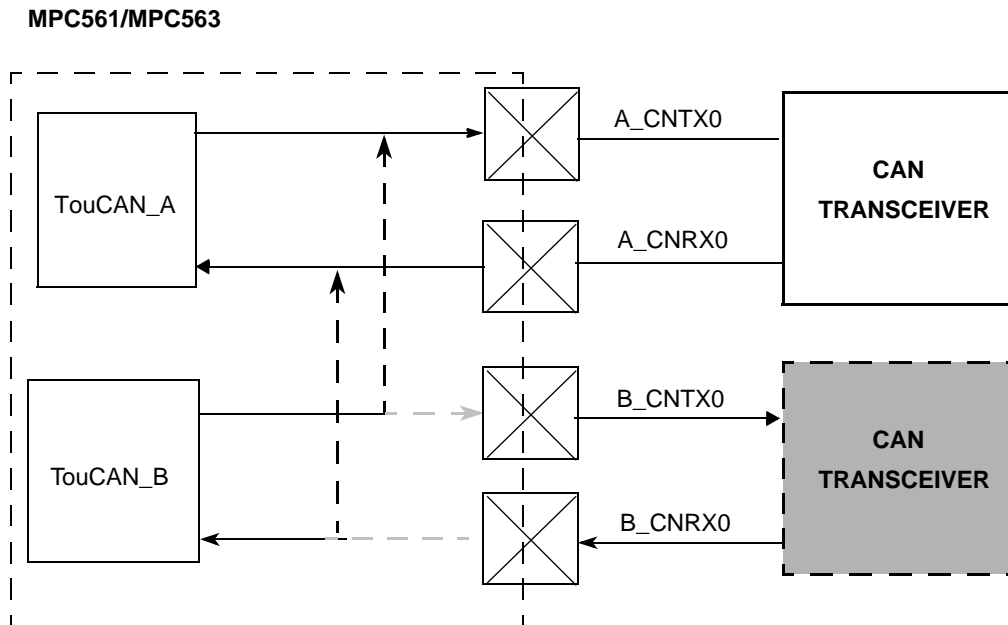 MPC561/MPC563
TouCAN_A
A_CNTX0
A_CNRX0
CAN
TRANSCEIVER
TouCAN_B
B_CNTX0
B_CNRX0
CAN
TRANSCEIVER